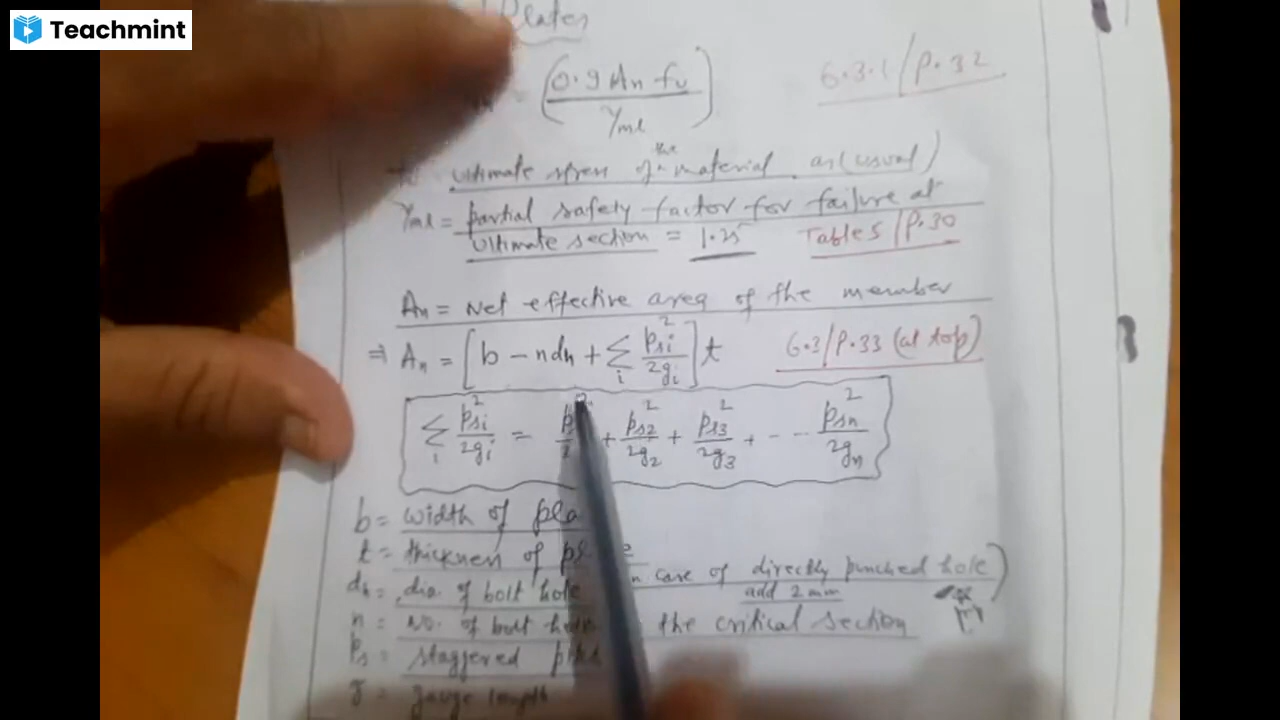 Teachmint
Plates
(0.9 An fu / γml) 6.3.1/P.32
ultimate stress of the material as (usual)
γml = partial safety factor for failure at
ultimate section = 1.25 Table 5/P.30
An = Net effective area of the member
⇒ An = [b - ndh + Σi psi²/2gi] t 6.3/P.33 (at top)
Σi psi²/2gi = + ps2²/2g2 + ps3²/2g3 + - - psn²/2gn
b = width of
t = thickness of
dh = dia. of bolt hole in case of directly punched hole)
add 2 mm
n = no. of bolt the critical section
ps = staggered
g = gauge length